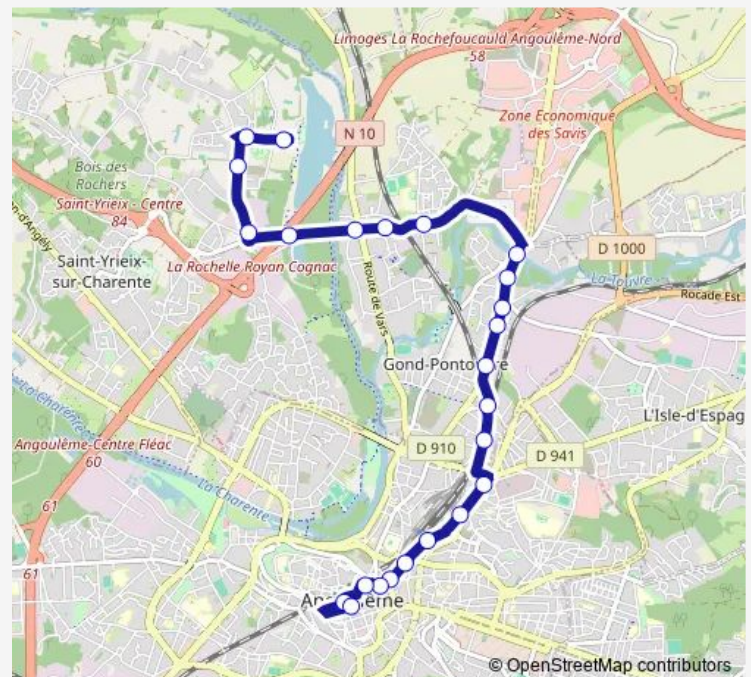 Limoges La Rochefoucauld Angoulême-Nord
58
Zone Economique
des Savis
N 10
Bois des
Rochers
Saint-Yrieix - Centre
84
n-d'Angély
Saint-Yrieix-
sur-Charente
La Rochelle Royan Cognac
D 1000
La Touvre
Rocade Est
Route de Vars
Gond-Pontouvre
La Charente
L'Isle-d'Espag
Angoulême-Centre Fléac
60
D 910
D 941
La Charente
61
61
Angoulême
© OpenStreetMap contributors